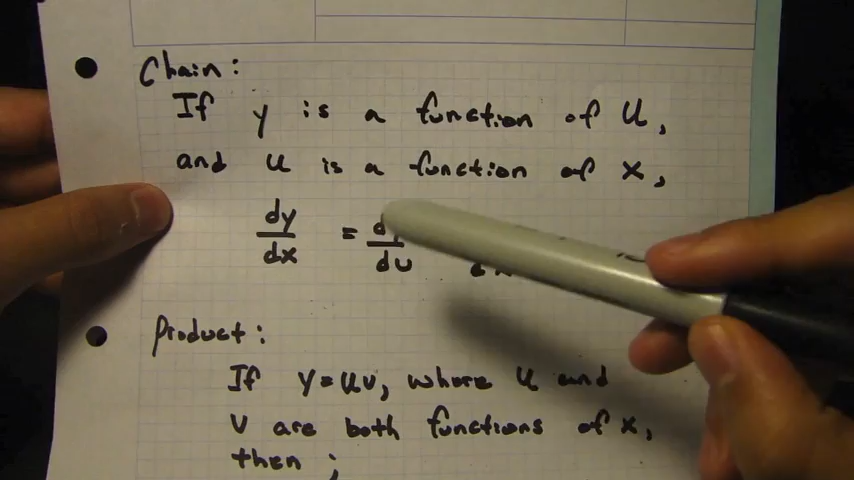 Chain:
If y is a function of u,
and u is a function of x,
dy/dx = d /du
Product:
If y=uv, where u and
v are both functions of x,
then ;